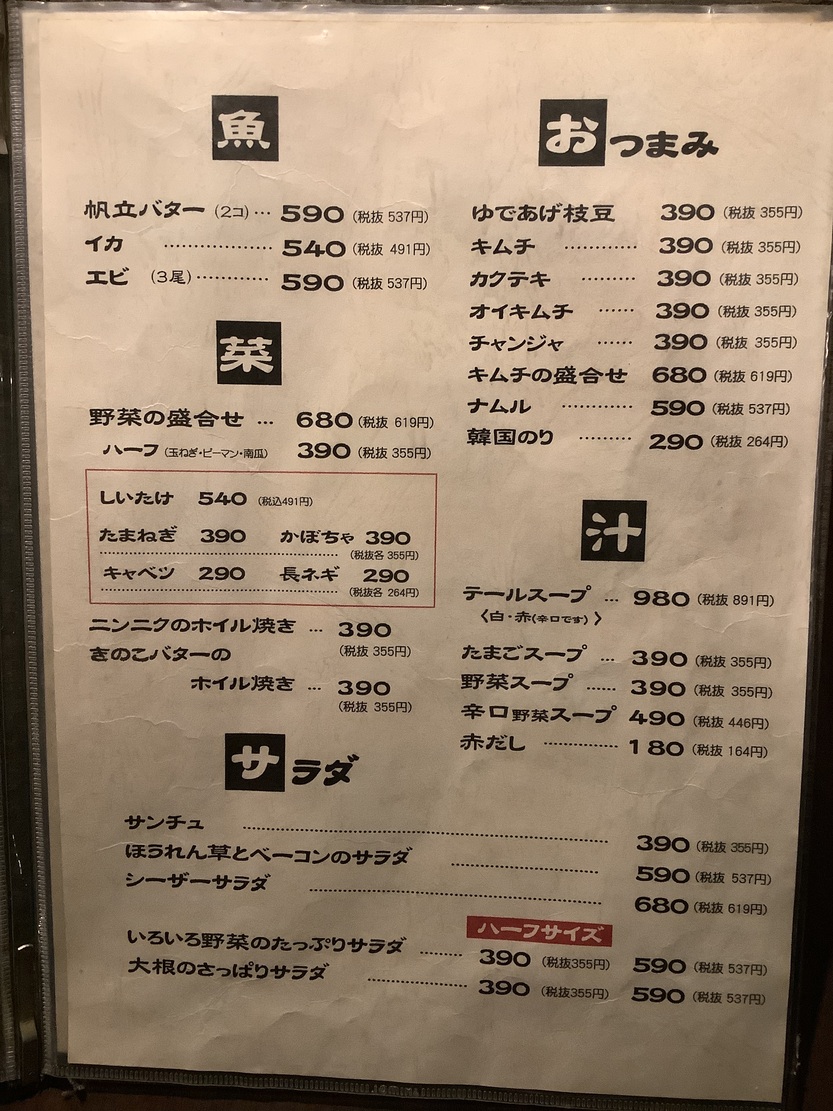 魚
帆立バター (2コ)… 590 (税抜 537円)
イカ ………… 540 (税抜 491円)
エビ (3尾)……… 590 (税抜 537円)
菜
野菜の盛合せ … 680 (税抜 619円)
ハーフ (玉ねぎ・ピーマン・南瓜) 390 (税抜 355円)
しいたけ 540 (税込491円)
たまねぎ 390 かぼちゃ 390
(税抜各 355円)
キャベツ 290 長ネギ 290
(税抜各 264円)
ニンニクのホイル焼き … 390
(税抜 355円)
きのこバターの
ホイル焼き … 390
(税抜 355円)
おつまみ
ゆであげ枝豆 390 (税抜 355円)
キムチ ……… 390 (税抜 355円)
カクテキ ……… 390 (税抜 355円)
オイキムチ …… 390 (税抜 355円)
チャンジャ …… 390 (税抜 355円)
キムチの盛合せ 680 (税抜 619円)
ナムル ……… 590 (税抜 537円)
韓国のり ……… 290 (税抜 264円)
汁
テールスープ … 980 (税抜 891円)
〈白・赤(辛口です)〉
たまごスープ … 390 (税抜 355円)
野菜スープ …… 390 (税抜 355円)
辛口野菜スープ 490 (税抜 446円)
赤だし ……… 180 (税抜 164円)
サラダ
サンチュ ……… 390 (税抜 355円)
ほうれん草とベーコンのサラダ ……… 590 (税抜 537円)
シーザーサラダ ……… 680 (税抜 619円)
ハーフサイズ
いろいろ野菜のたっぷりサラダ …… 390 (税抜355円) 590 (税抜 537円)
大根のさっぱりサラダ ……… 390 (税抜355円) 590 (税抜 537円)